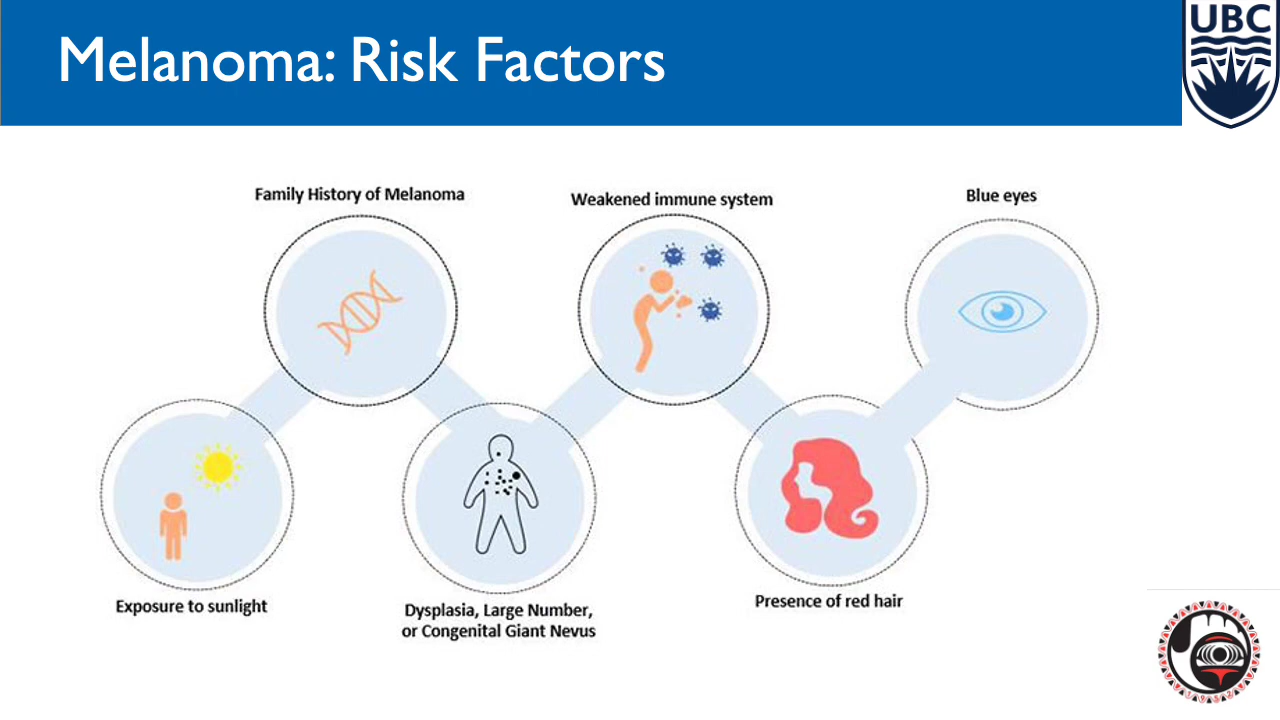 Melanoma: Risk Factors
UBC
Family History of Melanoma
Weakened immune system
Blue eyes
Exposure to sunlight
Dysplasia, Large Number,
or Congenital Giant Nevus
Presence of red hair
1952